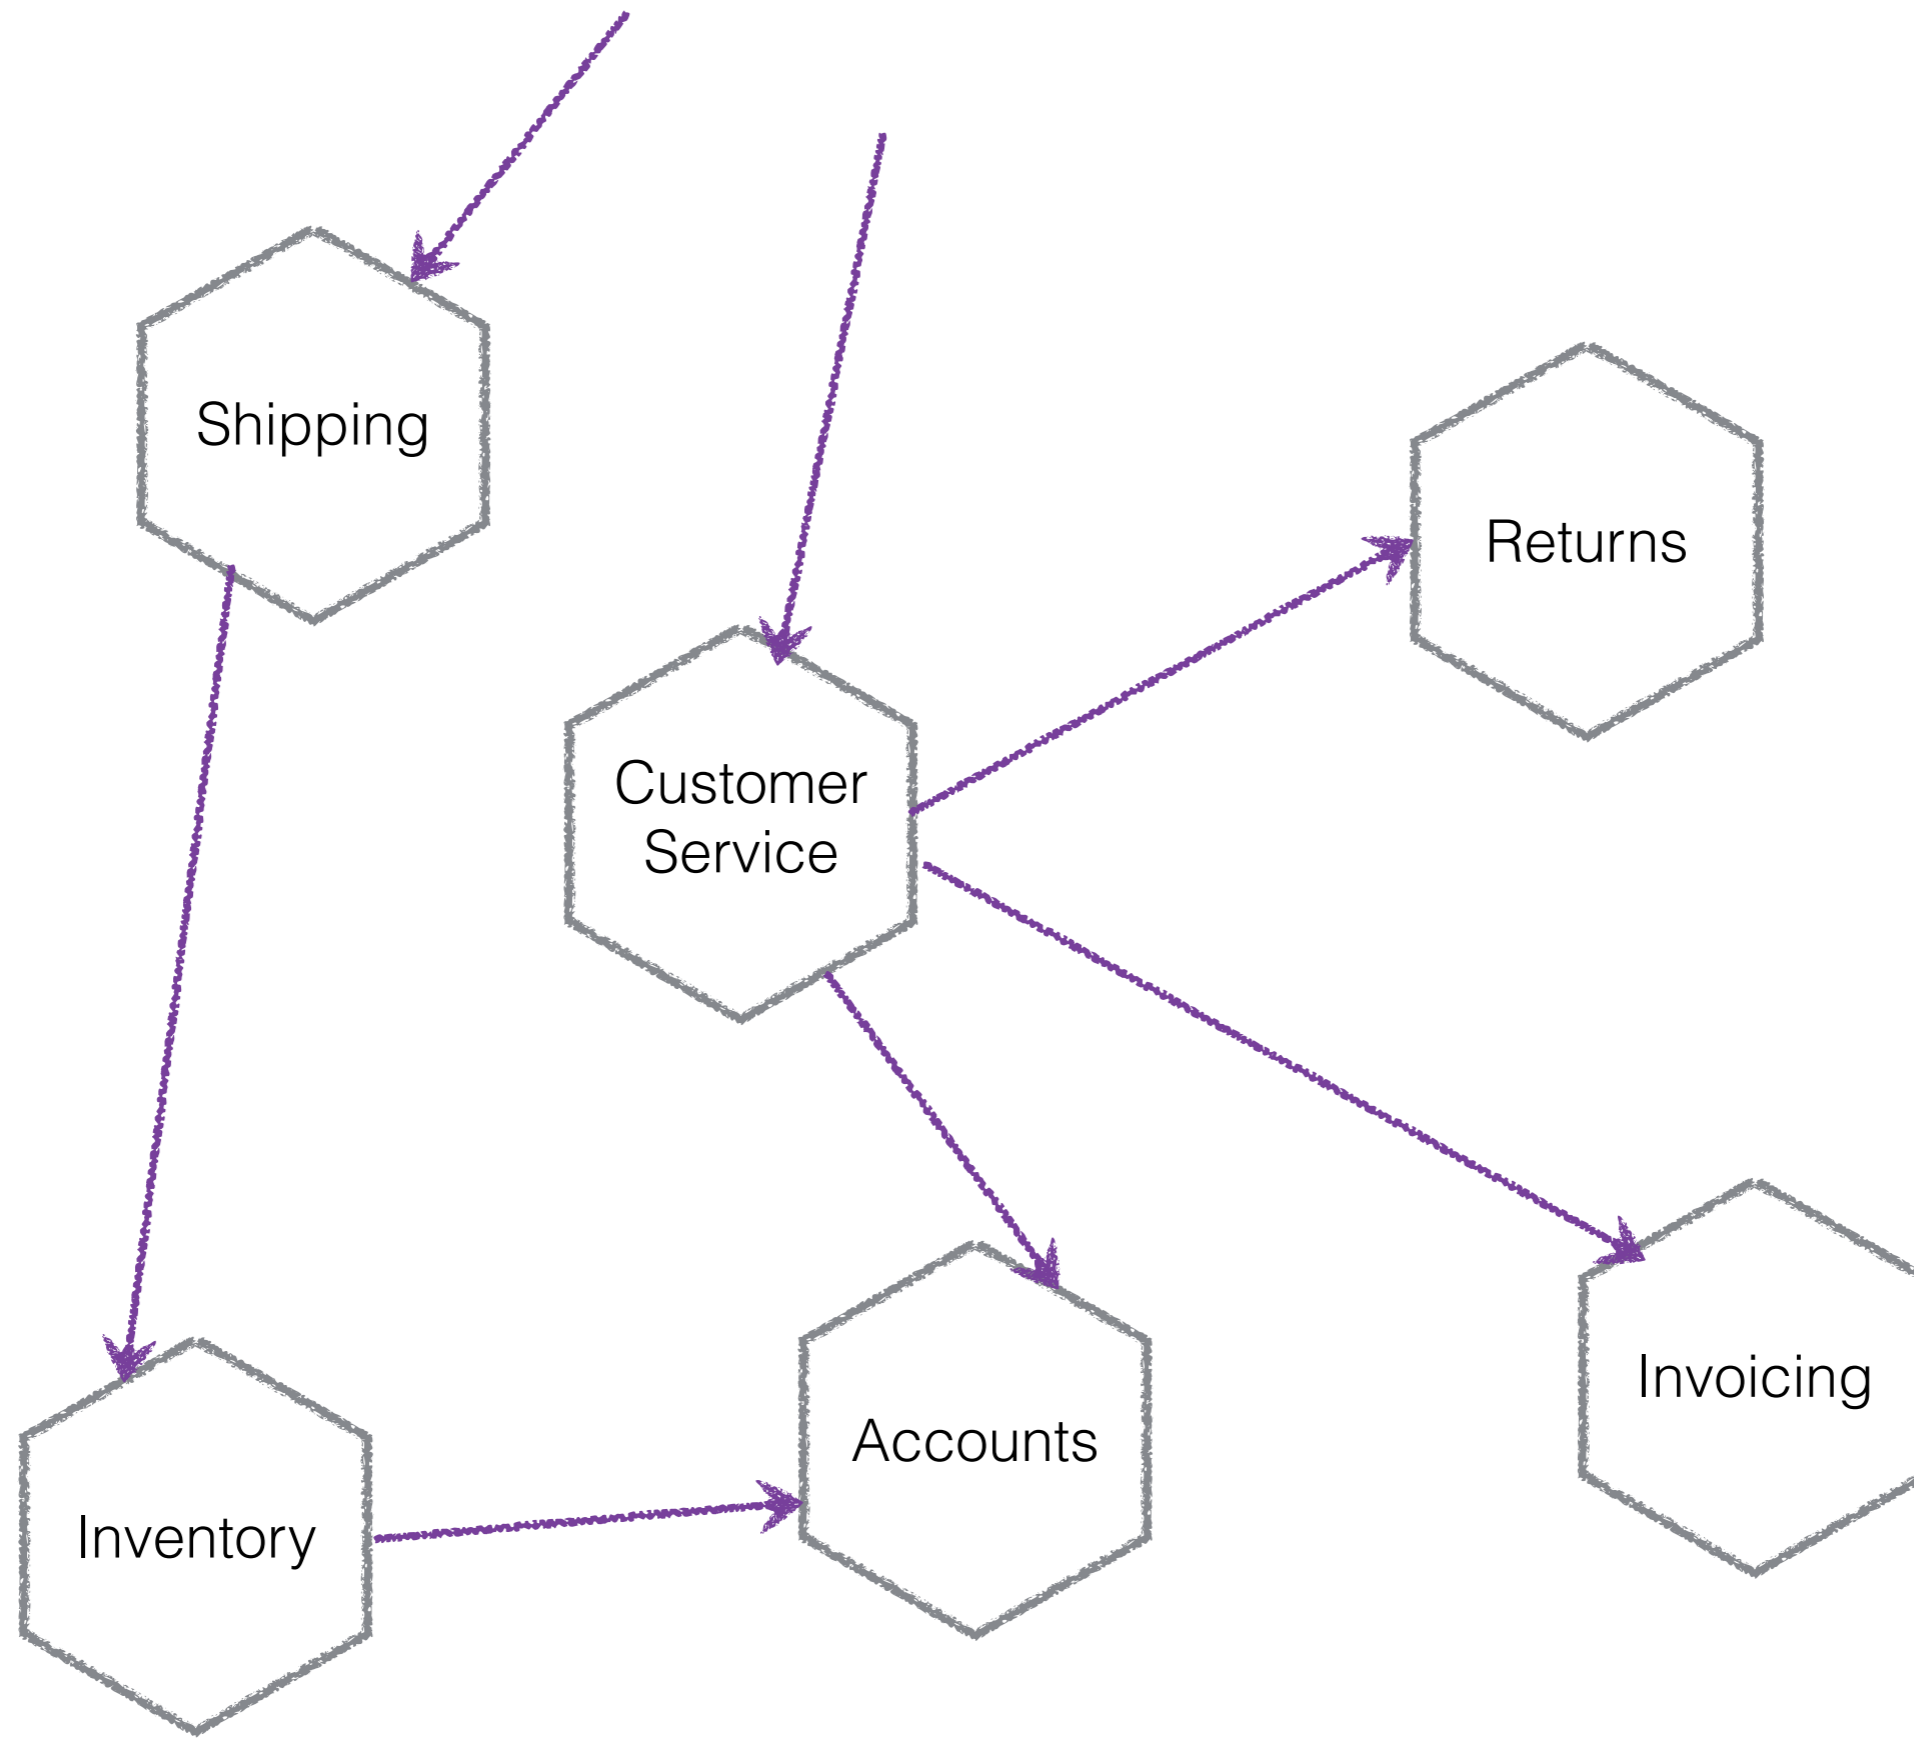 Shipping
Returns
Customer
Service
Invoicing
Accounts
Inventory